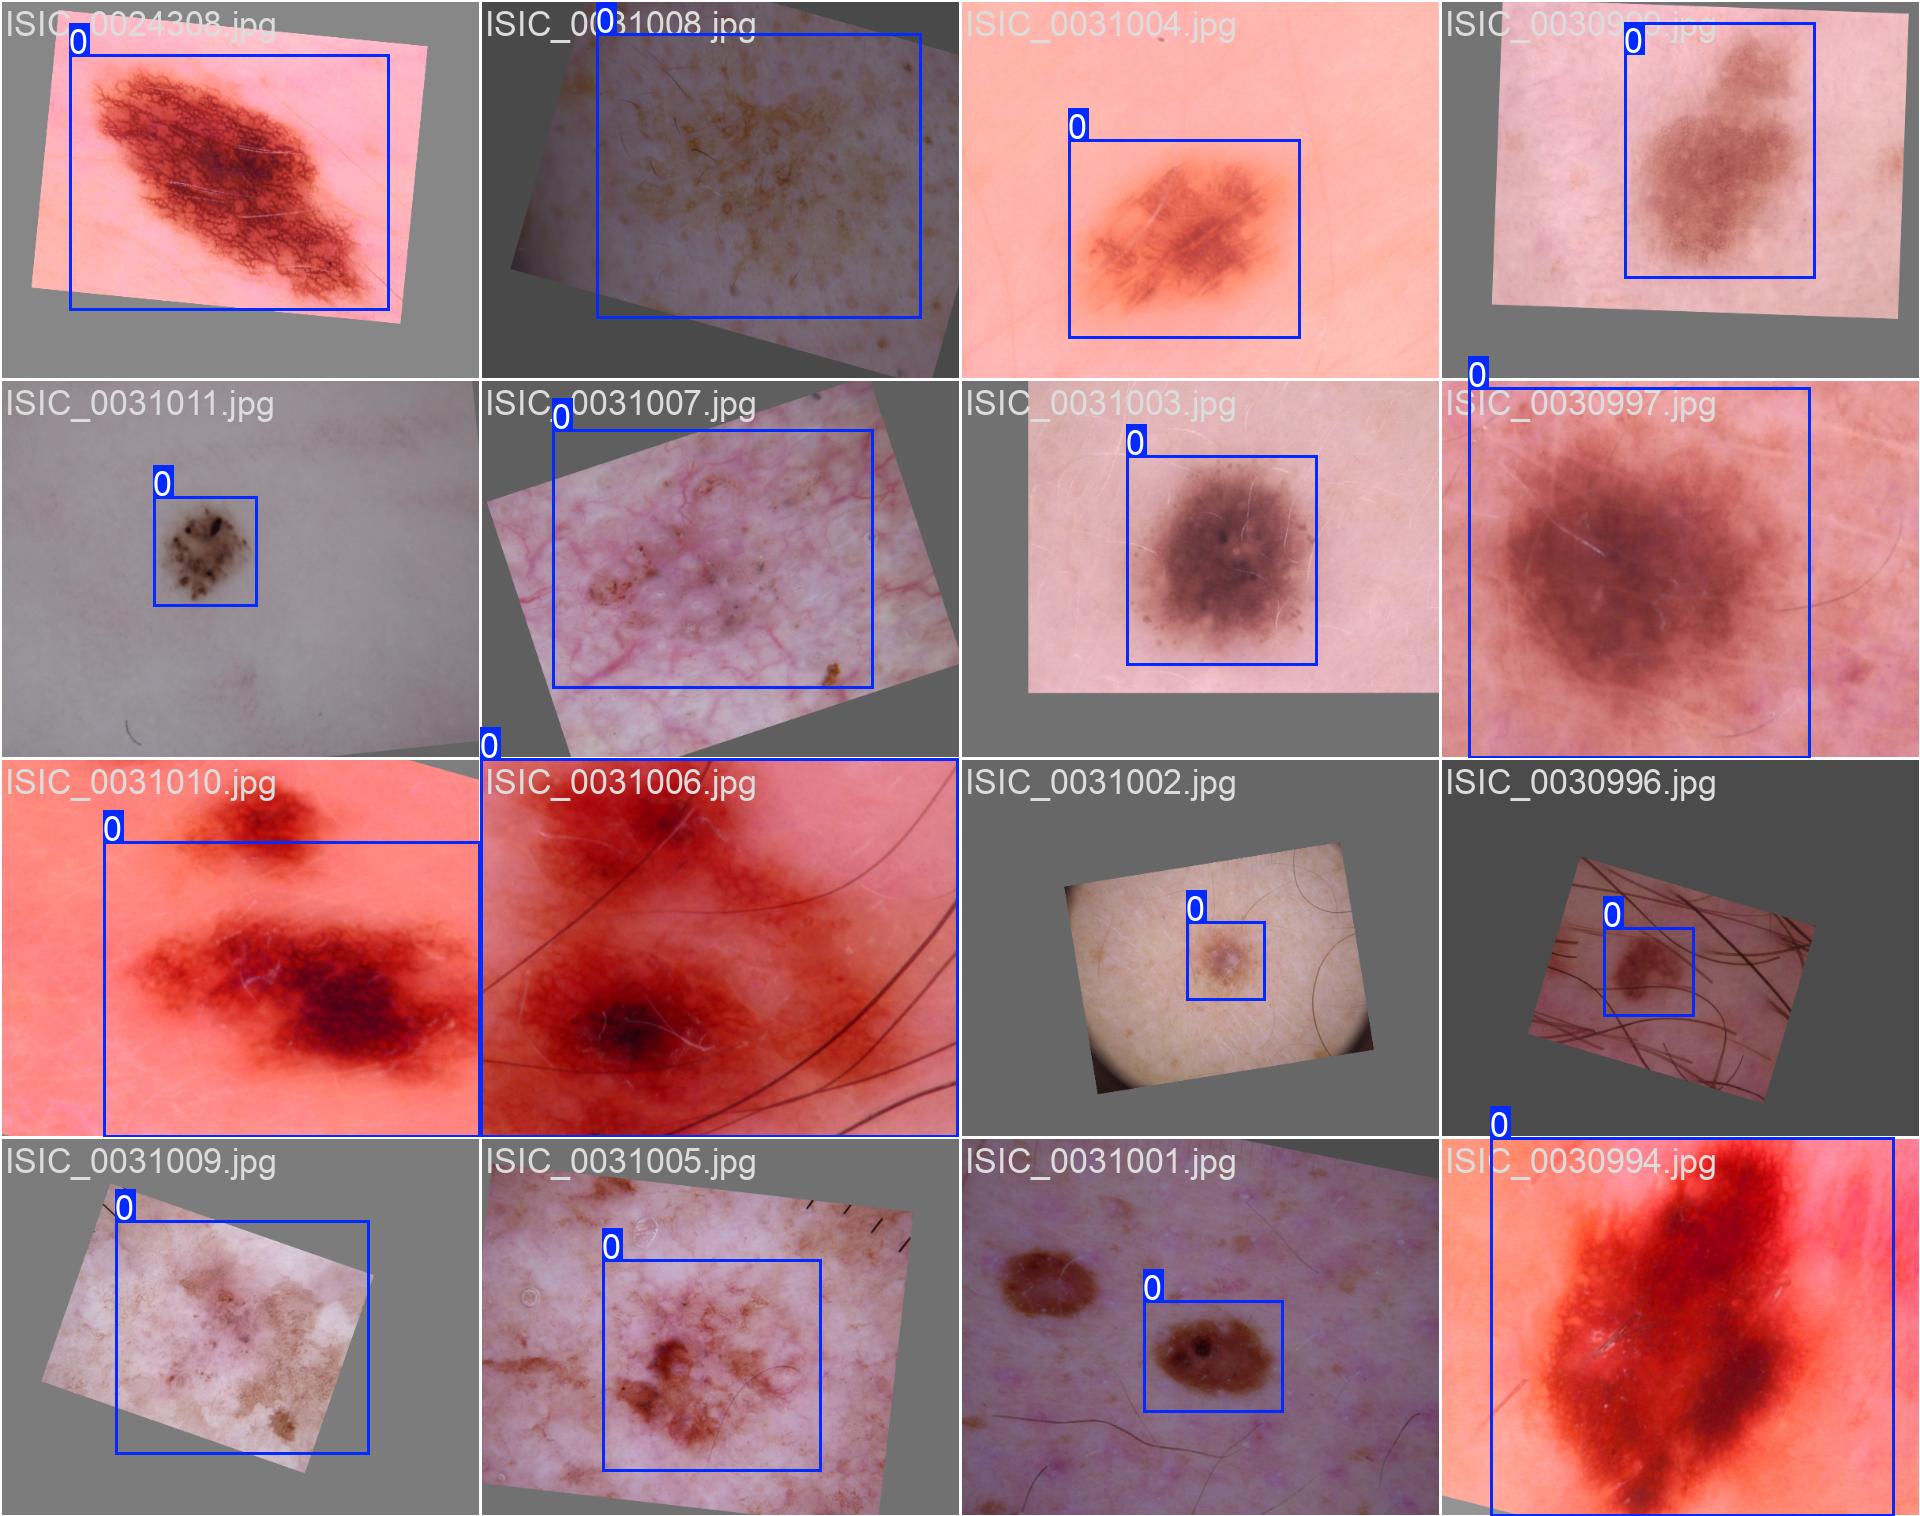 ISIC_0024308.jpg
0
ISIC_0031008.jpg
0
ISIC_0031004.jpg
0
ISIC_0030999.jpg
0
ISIC_0031011.jpg
0
ISIC_0031007.jpg
0
ISIC_0031003.jpg
0
ISIC_0030997.jpg
0
ISIC_0031010.jpg
0
ISIC_0031006.jpg
0
ISIC_0031002.jpg
0
ISIC_0030996.jpg
0
ISIC_0031009.jpg
0
ISIC_0031005.jpg
0
ISIC_0031001.jpg
0
ISIC_0030994.jpg
0